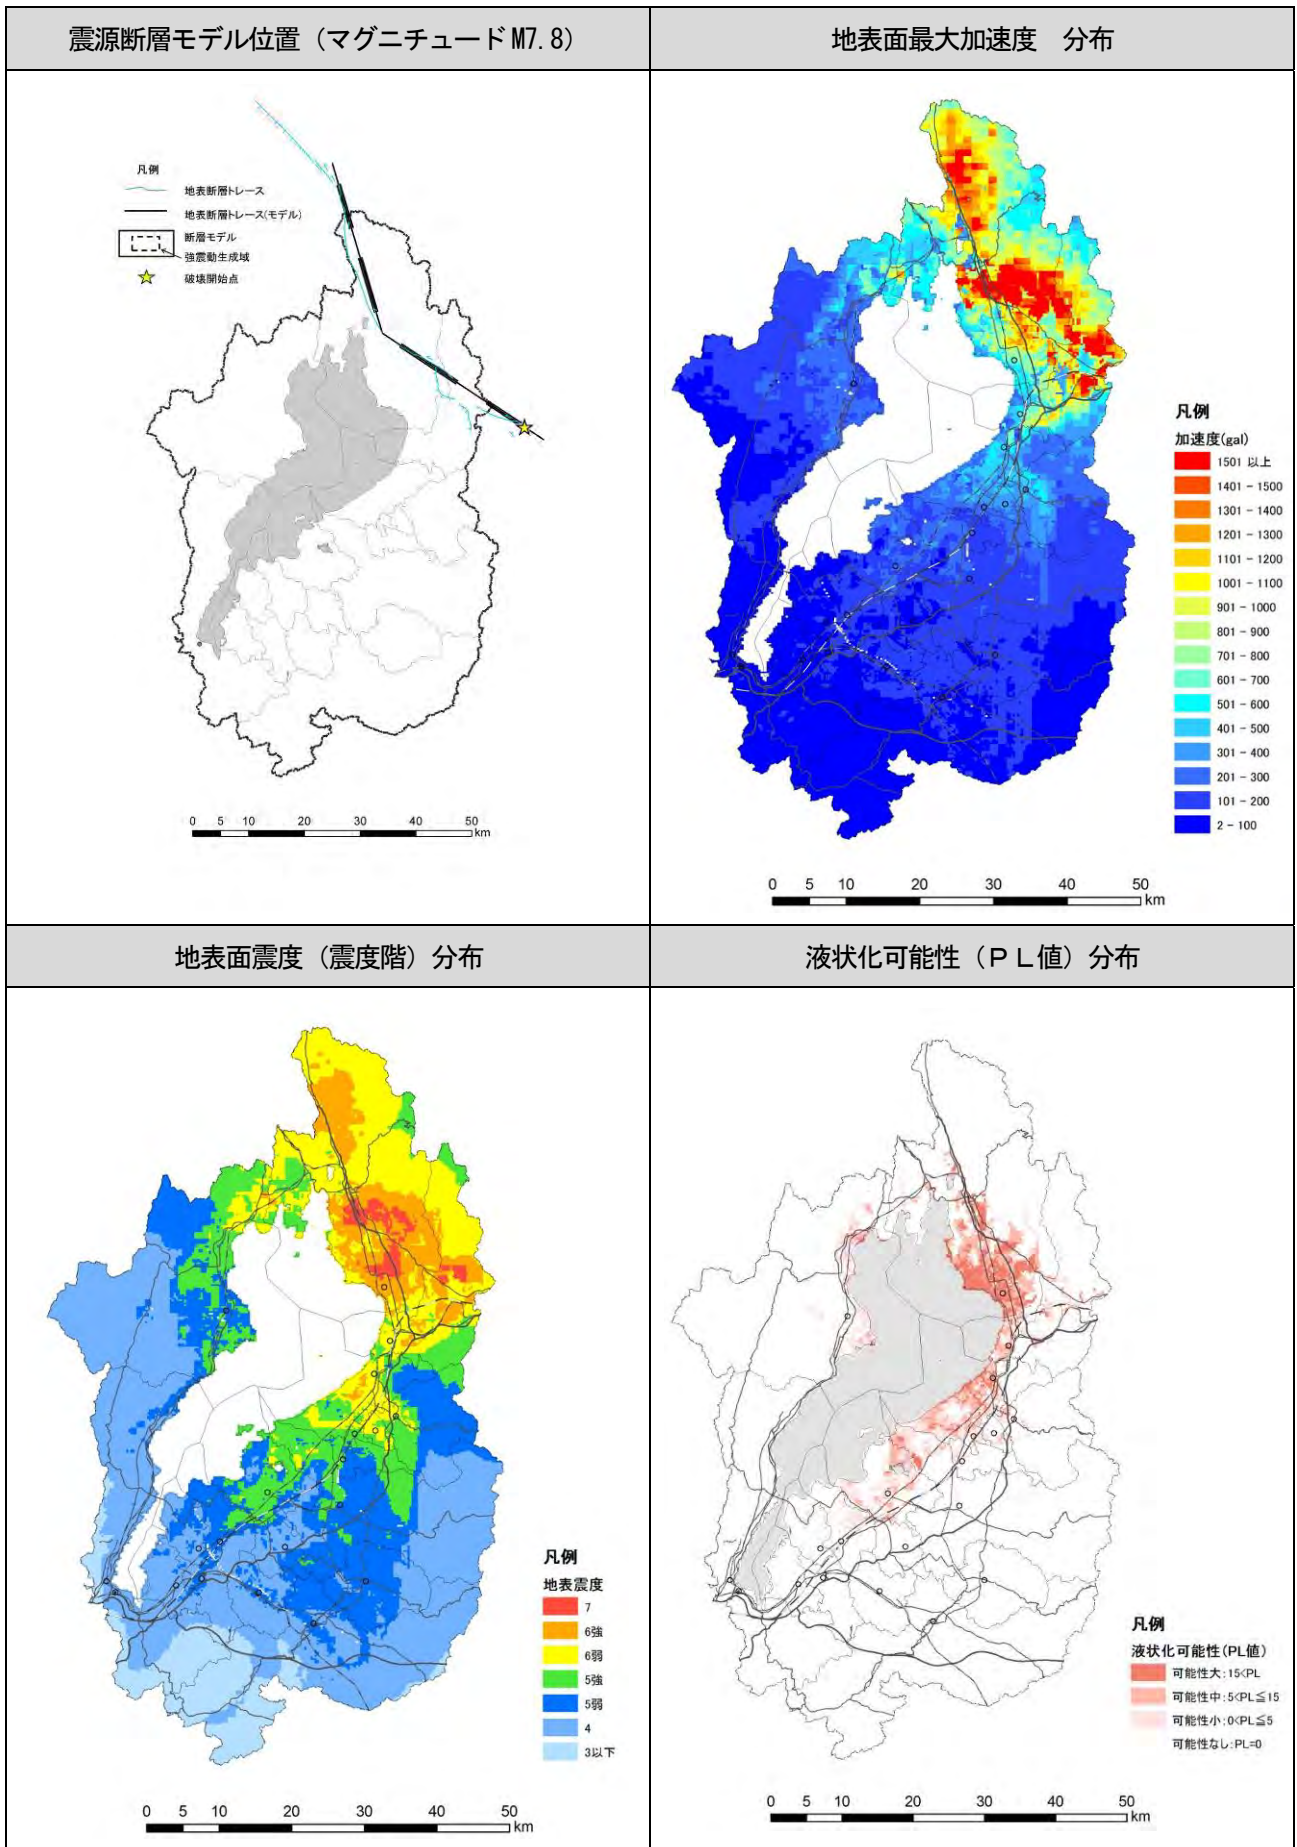 震源断層モデル位置（マグニチュードM7.8）
地表面最大加速度　分布
凡例
地表断層トレース
地表断層トレース(モデル)
断層モデル
強震動生成域
破壊開始点
0 5 10 20 30 40 50
km
凡例
加速度(gal)
1501 以上
1401 - 1500
1301 - 1400
1201 - 1300
1101 - 1200
1001 - 1100
901 - 1000
801 - 900
701 - 800
601 - 700
501 - 600
401 - 500
301 - 400
201 - 300
101 - 200
2 - 100
0 5 10 20 30 40 50
km
地表面震度（震度階）分布
液状化可能性（ＰＬ値）分布
凡例
地表震度
7
6強
6弱
5強
5弱
4
3以下
0 5 10 20 30 40 50
km
凡例
液状化可能性(PL値)
可能性大:15<PL
可能性中:5<PL≦15
可能性小:0<PL≦5
可能性なし:PL=0
0 5 10 20 30 40 50
km